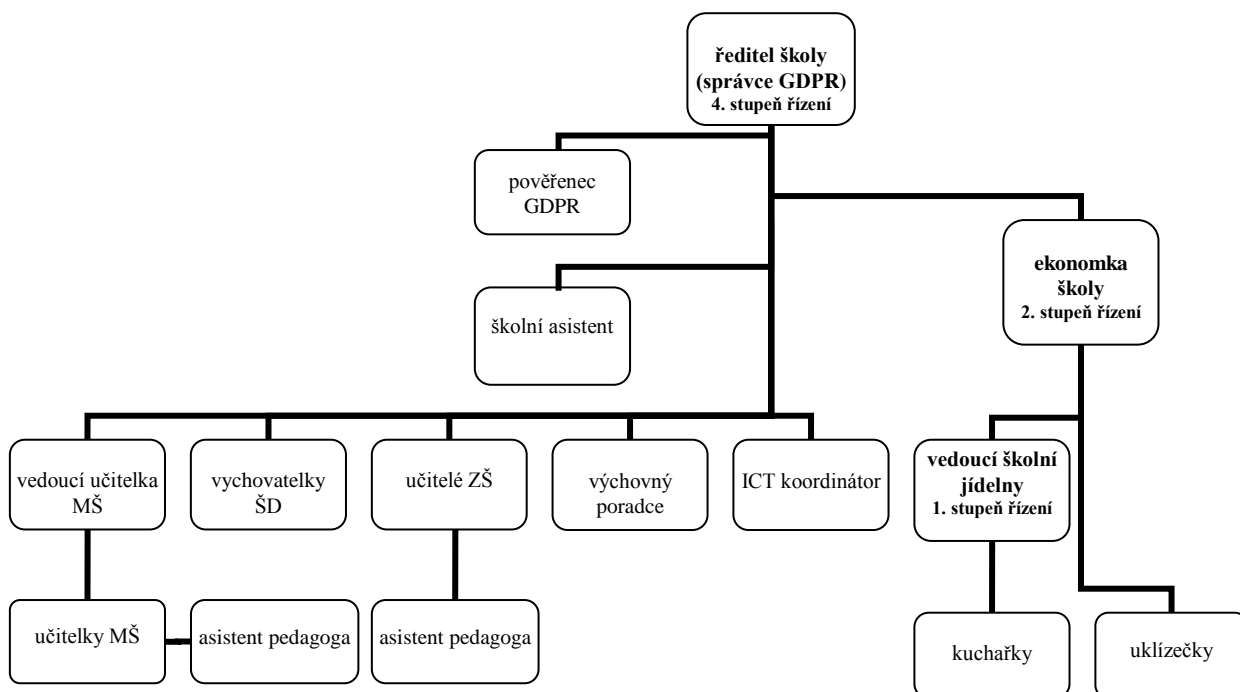 ředitel školy
(správce GDPR)
4. stupeň řízení
pověřenec
GDPR
ekonomka
školy
2. stupeň řízení
školní asistent
vedoucí učitelka
MŠ
vychovatelky
ŠD
učitelé ZŠ
výchovný
poradce
ICT koordinátor
vedoucí školní
jídelny
1. stupeň řízení
učitelky MŠ
asistent pedagoga
asistent pedagoga
kuchařky
uklízečky